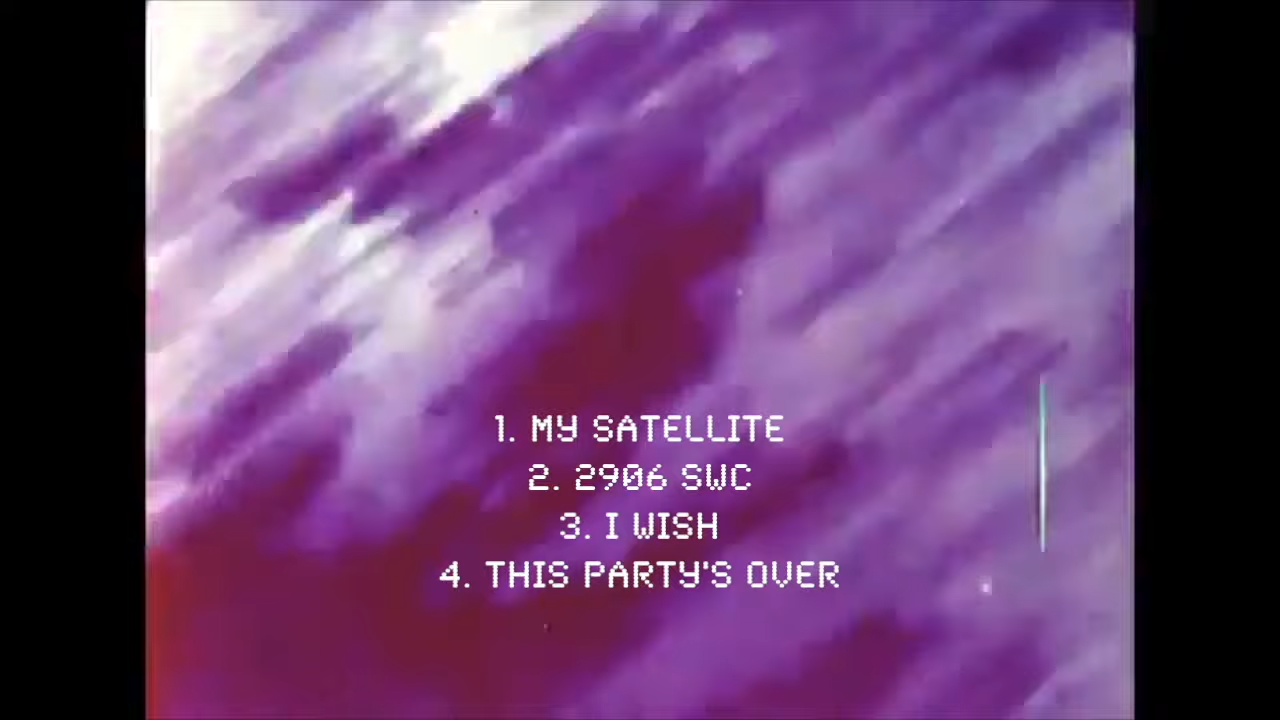 1. MY SATELLITE
2. 2906 SWC
3. I WISH
4. THIS PARTY'S OVER